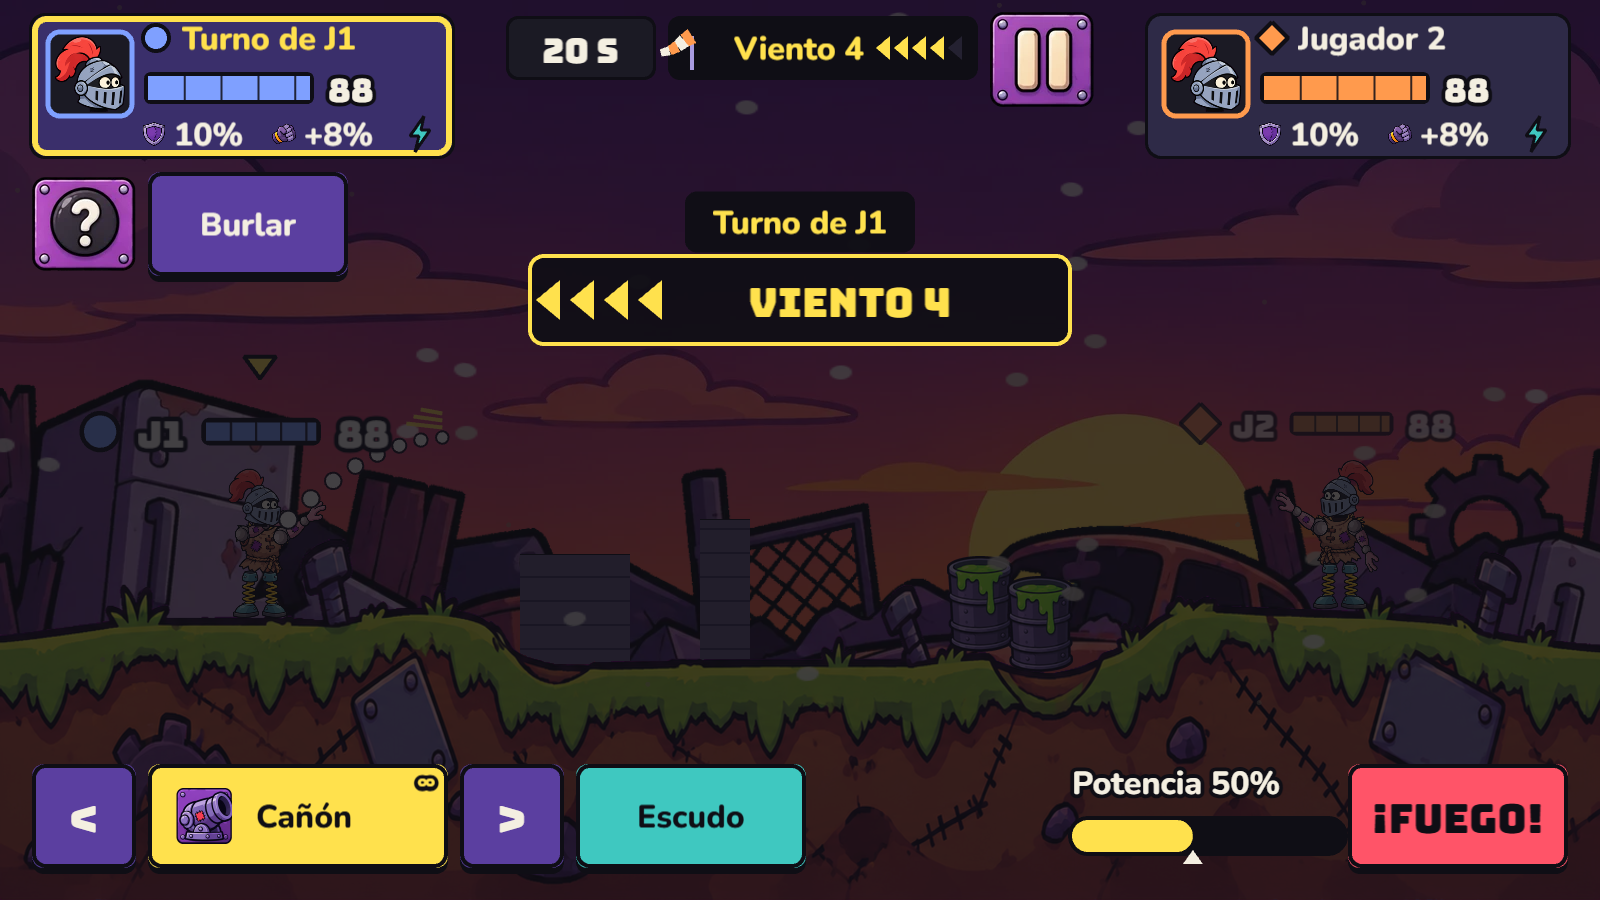 Turno de J1
88
10%
+8%
20 S
Viento 4
Jugador 2
88
10%
+8%
?
Burlar
Turno de J1
VIENTO 4
J1
88
J2
88
<
Cañón
∞
>
Escudo
Potencia 50%
¡FUEGO!